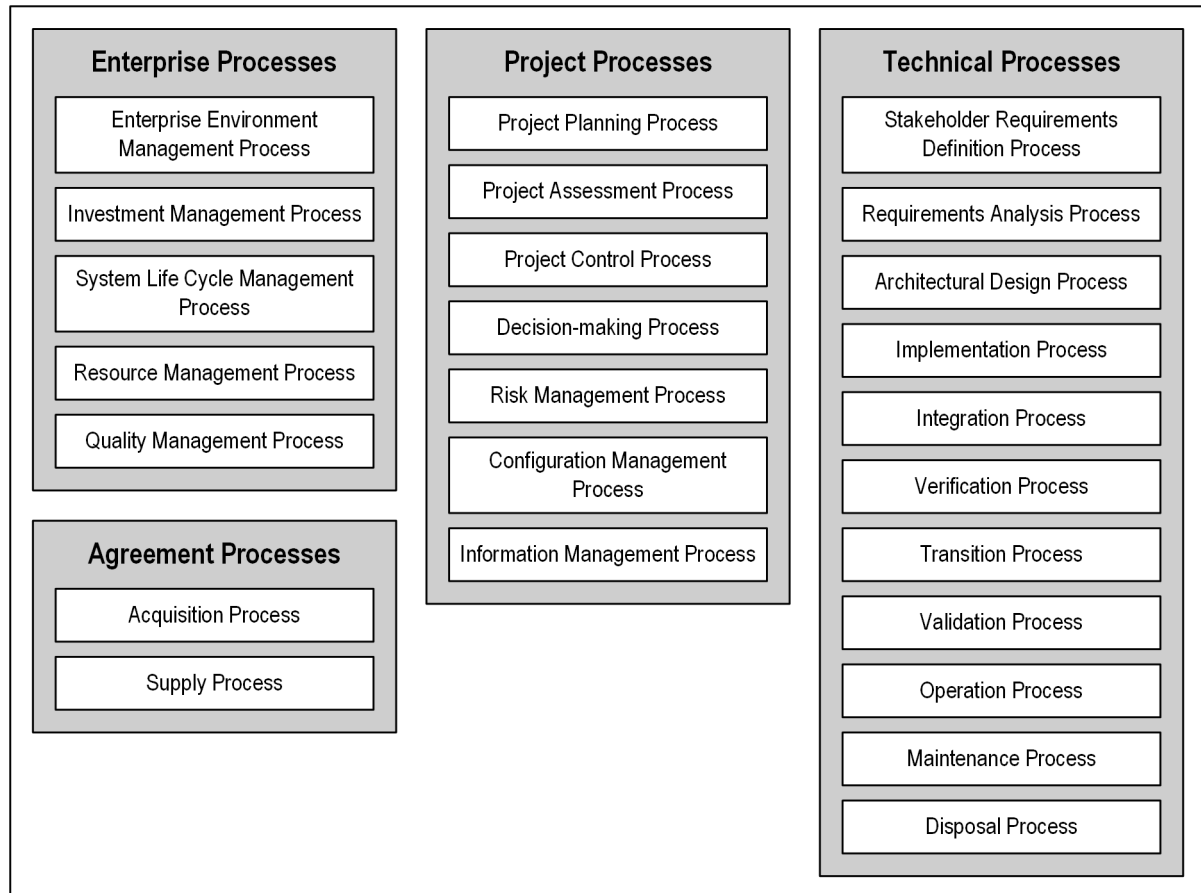 Enterprise Processes
Enterprise Environment
Management Process
Investment Management Process
System Life Cycle Management
Process
Resource Management Process
Quality Management Process
Agreement Processes
Acquisition Process
Supply Process
Project Processes
Project Planning Process
Project Assessment Process
Project Control Process
Decision-making Process
Risk Management Process
Configuration Management
Process
Information Management Process
Technical Processes
Stakeholder Requirements
Definition Process
Requirements Analysis Process
Architectural Design Process
Implementation Process
Integration Process
Verification Process
Transition Process
Validation Process
Operation Process
Maintenance Process
Disposal Process